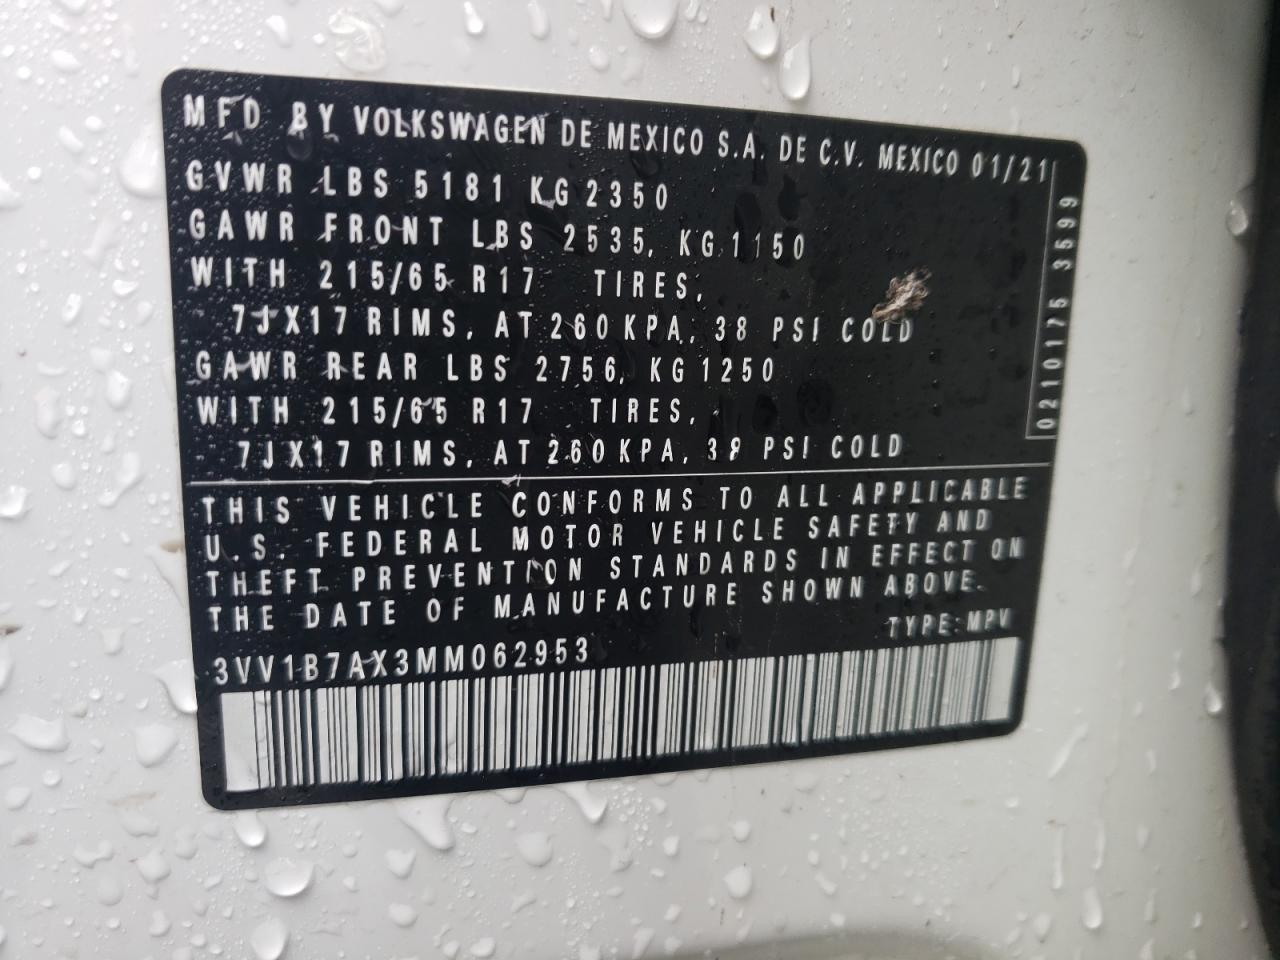 MFD BY VOLKSWAGEN DE MEXICO S.A. DE C.V. MEXICO 01/21
GVWR LBS 5181 KG 2350
GAWR FRONT LBS 2535, KG 1150
WITH 215/65 R17 TIRES,
7JX17 RIMS, AT 260 KPA, 38 PSI COLD
GAWR REAR LBS 2756, KG 1250
WITH 215/65 R17 TIRES,
7JX17 RIMS, AT 260 KPA, 38 PSI COLD
0210175 3599
THIS VEHICLE CONFORMS TO ALL APPLICABLE
U.S. FEDERAL MOTOR VEHICLE SAFETY AND
THEFT PREVENTION STANDARDS IN EFFECT ON
THE DATE OF MANUFACTURE SHOWN ABOVE.
TYPE: MPV
3VV1B7AX3MM062953